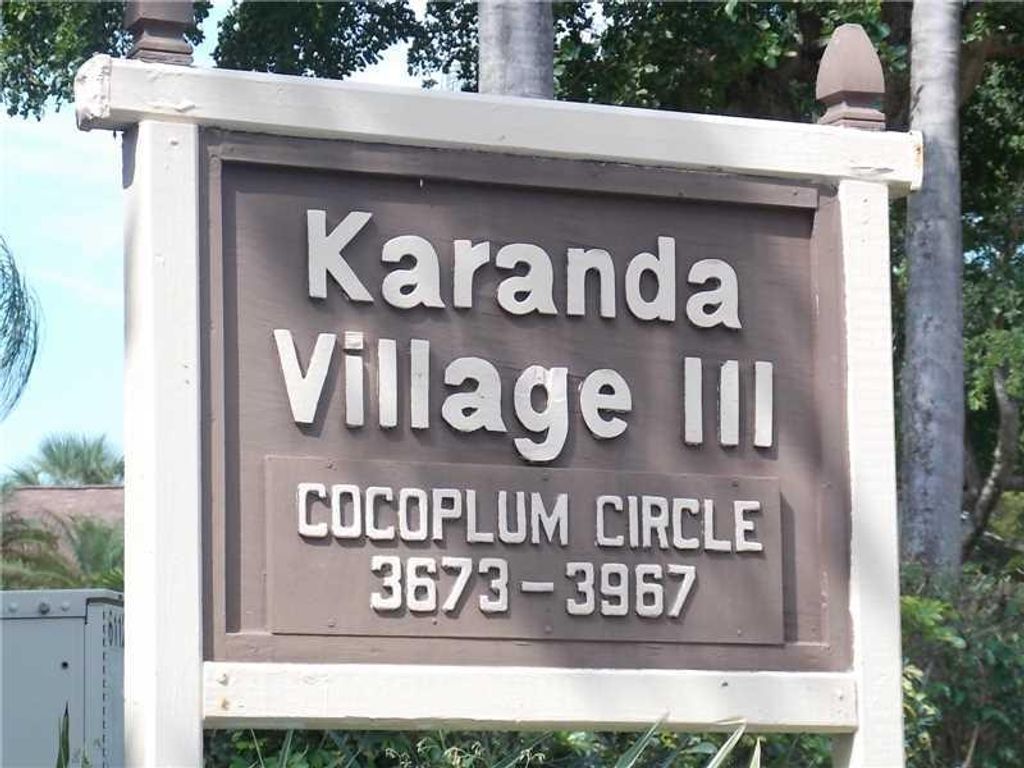 Karanda
Village III
COCOPLUM CIRCLE
3673-3967